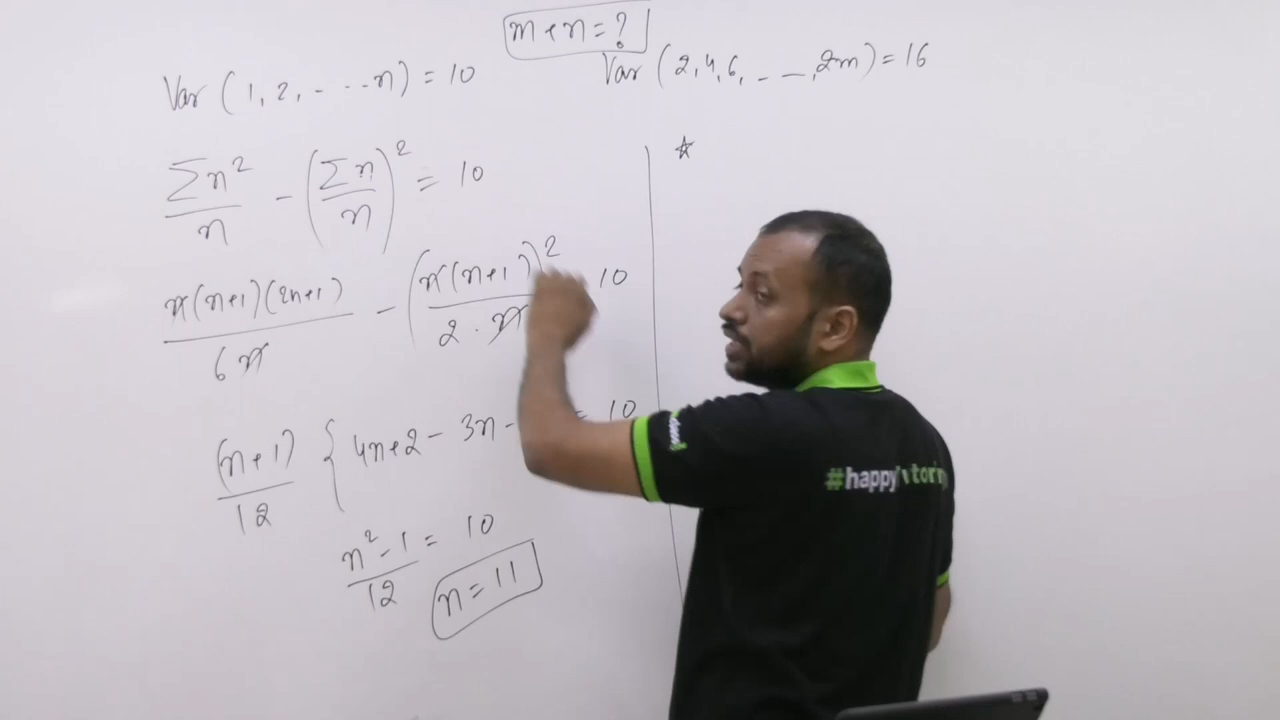 m+n=?
Var (1, 2, - - - n) = 10
Var (2, 4, 6, - - -, 2m) = 16
Σn²/n - (Σn/n)² = 10
☆
n(n+1)(2n+1)/6n - (n(n+1)/2·n)² 10
(n+1)/12 { 4n+2 - 3n - = 10
(n²-1)/12 = 10
n = 11
#happy